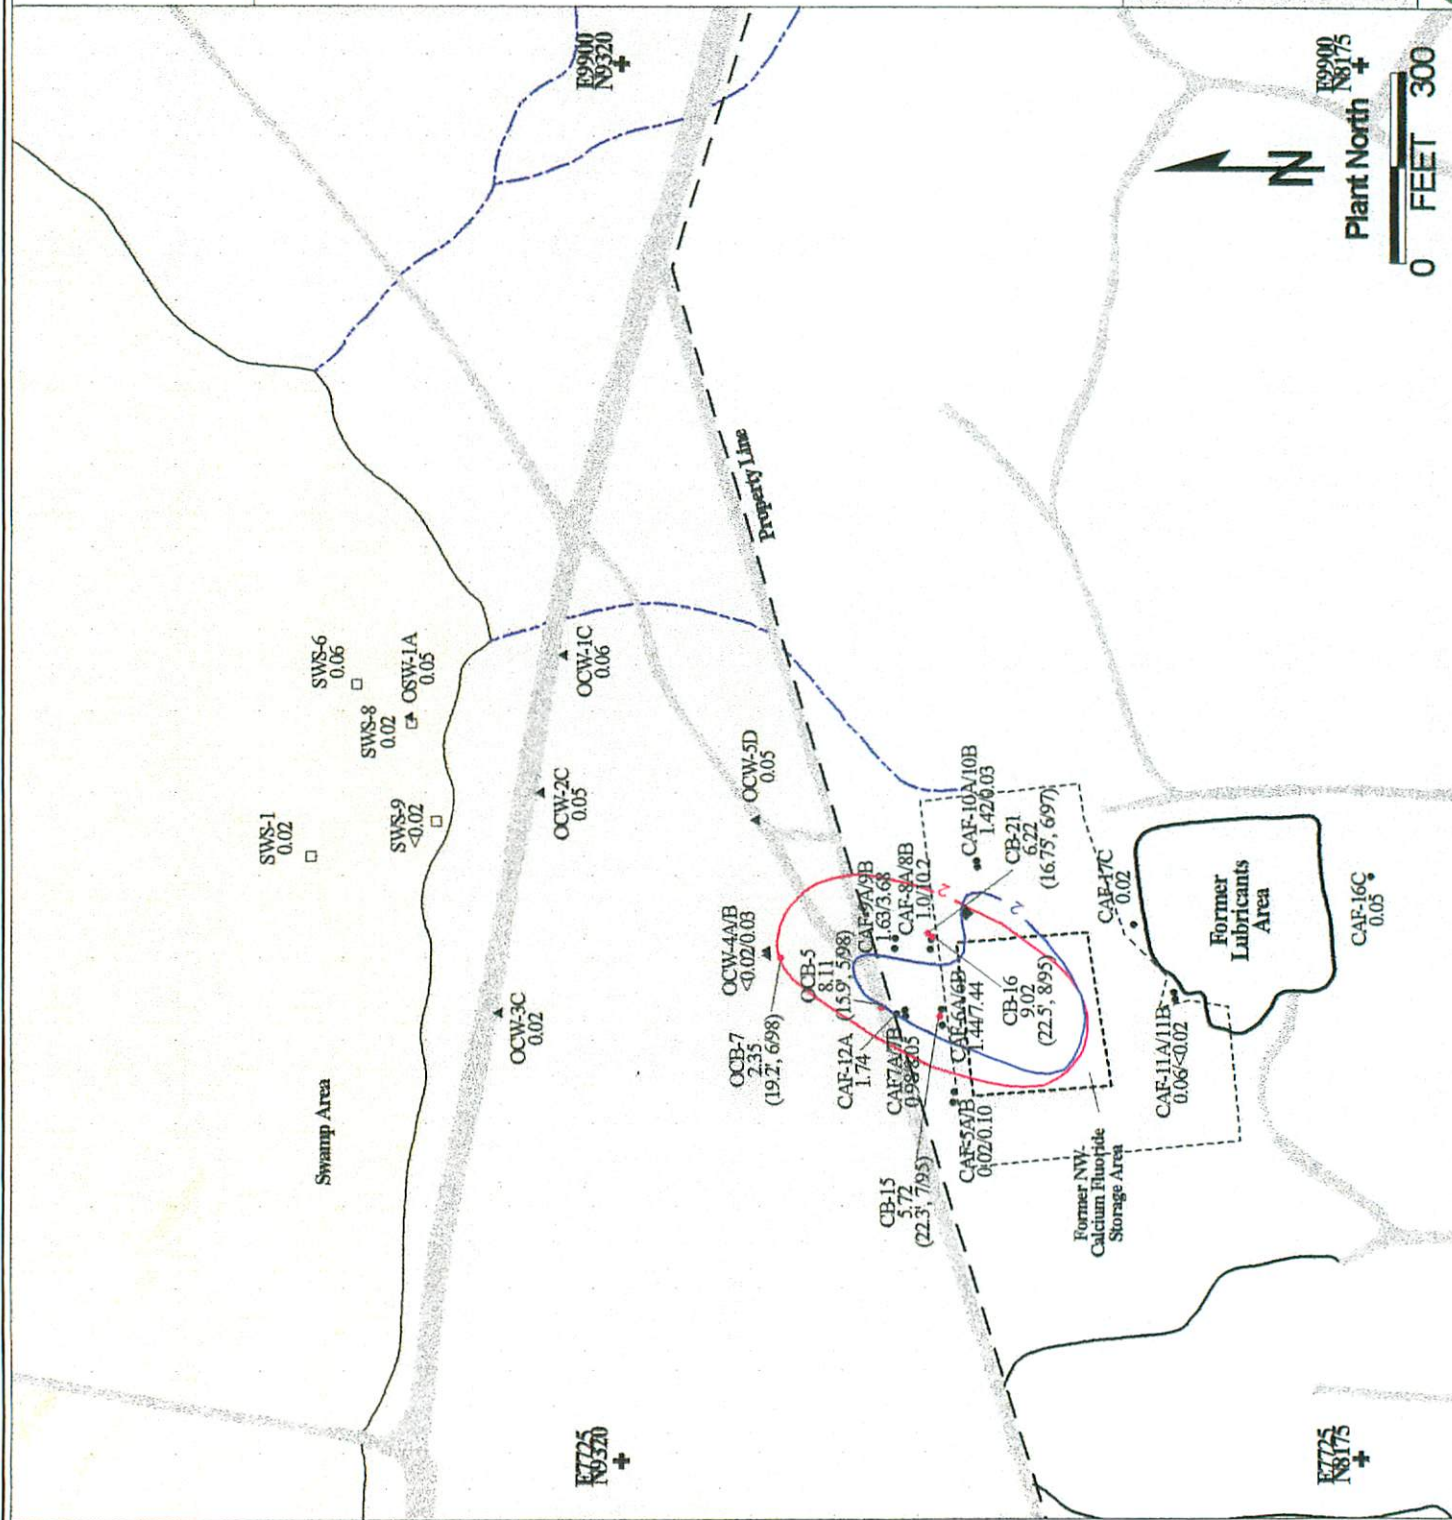 E9900
N9320
E9900
N8175
Plant North
N
0 FEET 300
Property Line
SWS-6
0.06
OSW-1A
0.05
SWS-8
0.02
SWS-9
<0.02
SWS-1
0.02
OCW-1C
0.06
OCW-2C
0.05
OCW-3C
0.02
OCW-5D
0.05
OCW-4A/B
<0.02/0.03
OCB-7
2.35
(19.2', 6/98)
OCB-5
8.11
(15.9', 5/98)
CAF-9A/9B
1.63/3.68
CAF-8A/8B
1.0/10.2
CAF-10A/10B
1.42/0.03
CB-21
6.22
(16.75', 6/97)
CAF-12A
1.74
CAF7A/7B
CAF-6A/6B
1.44/7.44
CB-16
9.02
(22.5', 8/95)
CAF-5A/B
0.02/0.10
CB-15
5.72
(22.3', 7/95)
2
2
CAF-17C
0.02
CAF-11A/11B
0.06/<0.02
CAF-16C
0.05
Former
Lubricants
Area
Former NW-
Calcium Fluoride
Storage Area
Swamp Area
E7725
N9320
E7725
N8175